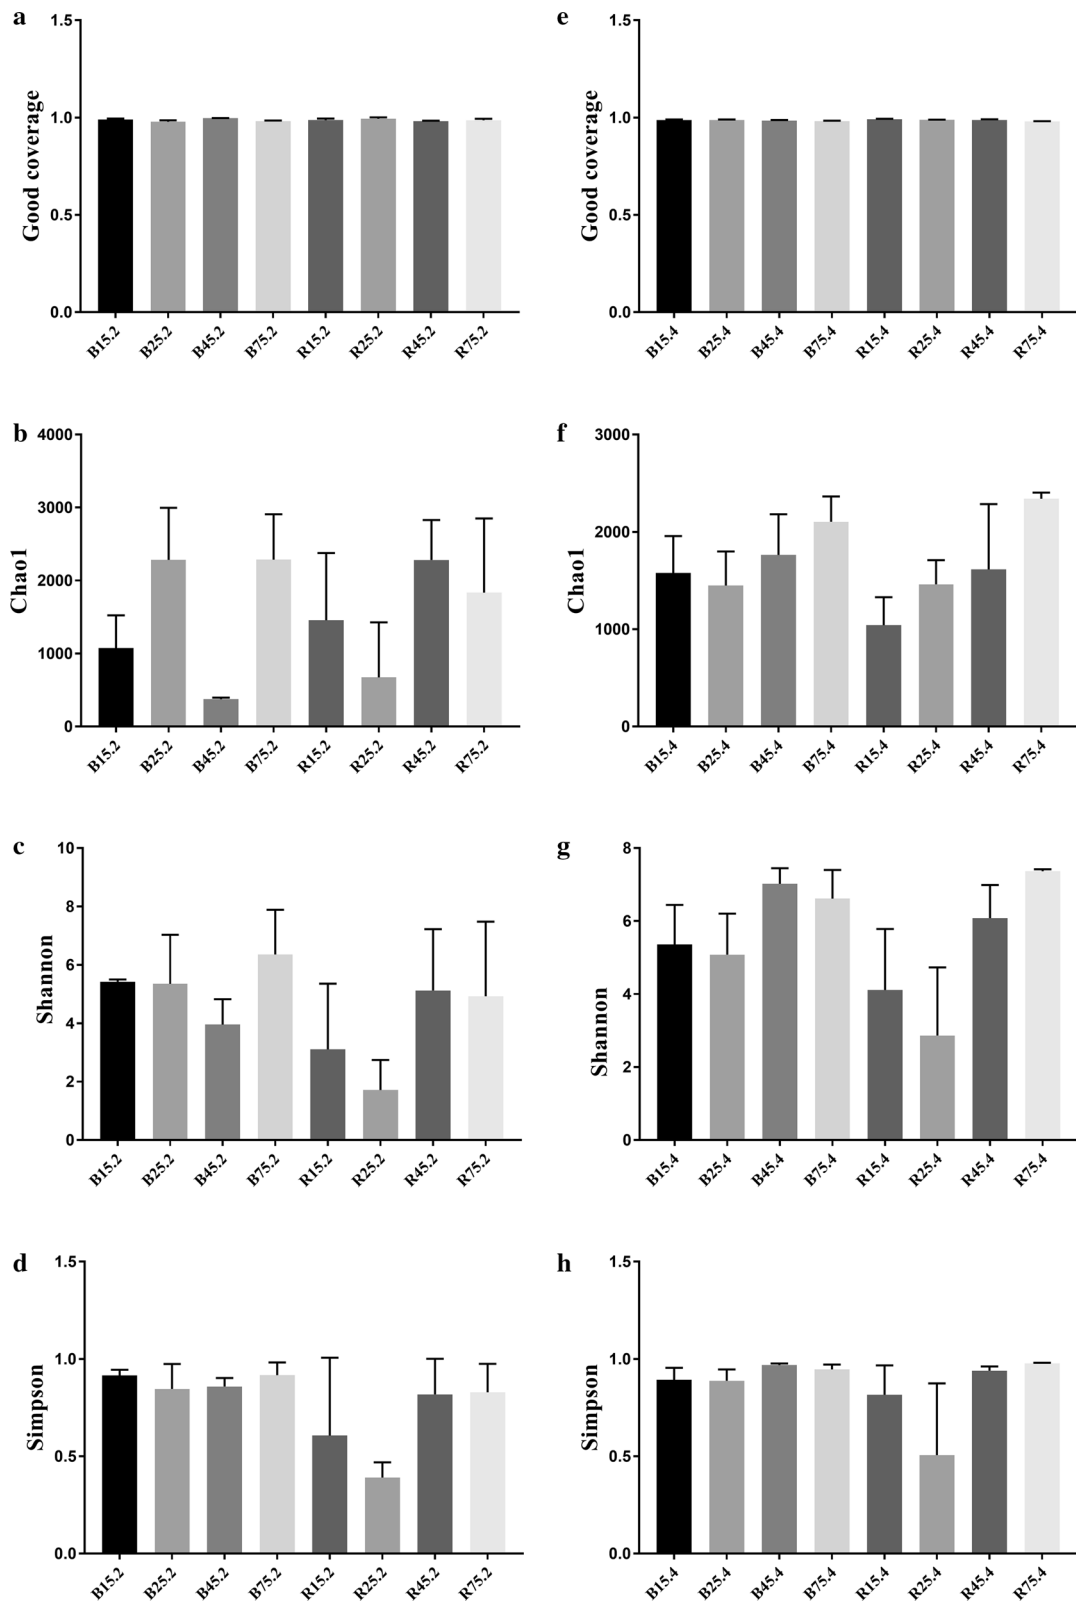 a
1.5
1.0
0.5
0.0
Good coverage
B15.2
B25.2
B45.2
B75.2
R15.2
R25.2
R45.2
R75.2
e
1.5
1.0
0.5
0.0
Good coverage
B15.4
B25.4
B45.4
B75.4
R15.4
R25.4
R45.4
R75.4
b
4000
3000
2000
1000
0
Chao1
B15.2
B25.2
B45.2
B75.2
R15.2
R25.2
R45.2
R75.2
f
3000
2000
1000
0
Chao1
B15.4
B25.4
B45.4
B75.4
R15.4
R25.4
R45.4
R75.4
c
10
8
6
4
2
0
Shannon
B15.2
B25.2
B45.2
B75.2
R15.2
R25.2
R45.2
R75.2
g
8
6
4
2
0
Shannon
B15.4
B25.4
B45.4
B75.4
R15.4
R25.4
R45.4
R75.4
d
1.5
1.0
0.5
0.0
Simpson
B15.2
B25.2
B45.2
B75.2
R15.2
R25.2
R45.2
R75.2
h
1.5
1.0
0.5
0.0
Simpson
B15.4
B25.4
B45.4
B75.4
R15.4
R25.4
R45.4
R75.4